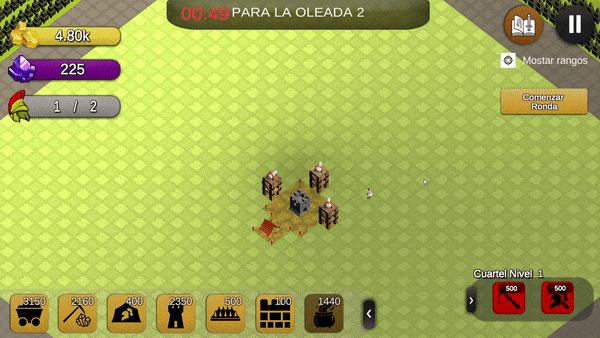 00:49 PARA LA OLEADA 2
4.80k
225
1 / 2
Mostar rangos
Comenzar
Ronda
Cuartel Nivel 1
500 500
3150 2160 400 2350 500 100 1440